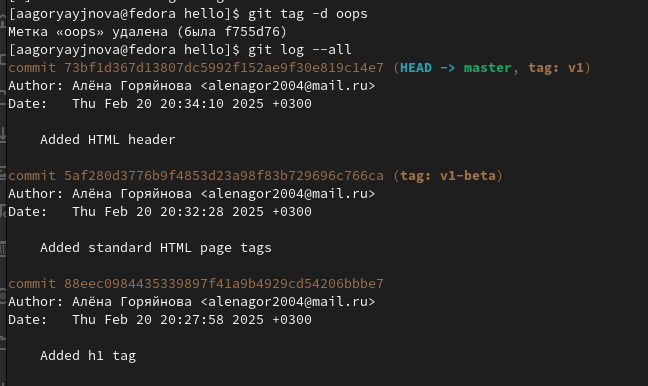 [aagoryayjnova@fedora hello]$ git tag -d oops
Метка «oops» удалена (была f755d76)
[aagoryayjnova@fedora hello]$ git log --all
commit 73bf1d367d13807dc5992f152ae9f30e819c14e7 (HEAD -> master, tag: v1)
Author: Алёна Горяйнова <alenagor2004@mail.ru>
Date:   Thu Feb 20 20:34:10 2025 +0300
    Added HTML header
commit 5af280d3776b9f4853d23a98f83b729696c766ca (tag: v1-beta)
Author: Алёна Горяйнова <alenagor2004@mail.ru>
Date:   Thu Feb 20 20:32:28 2025 +0300
    Added standard HTML page tags
commit 88eec0984435339897f41a9b4929cd54206bbbe7
Author: Алёна Горяйнова <alenagor2004@mail.ru>
Date:   Thu Feb 20 20:27:58 2025 +0300
    Added h1 tag